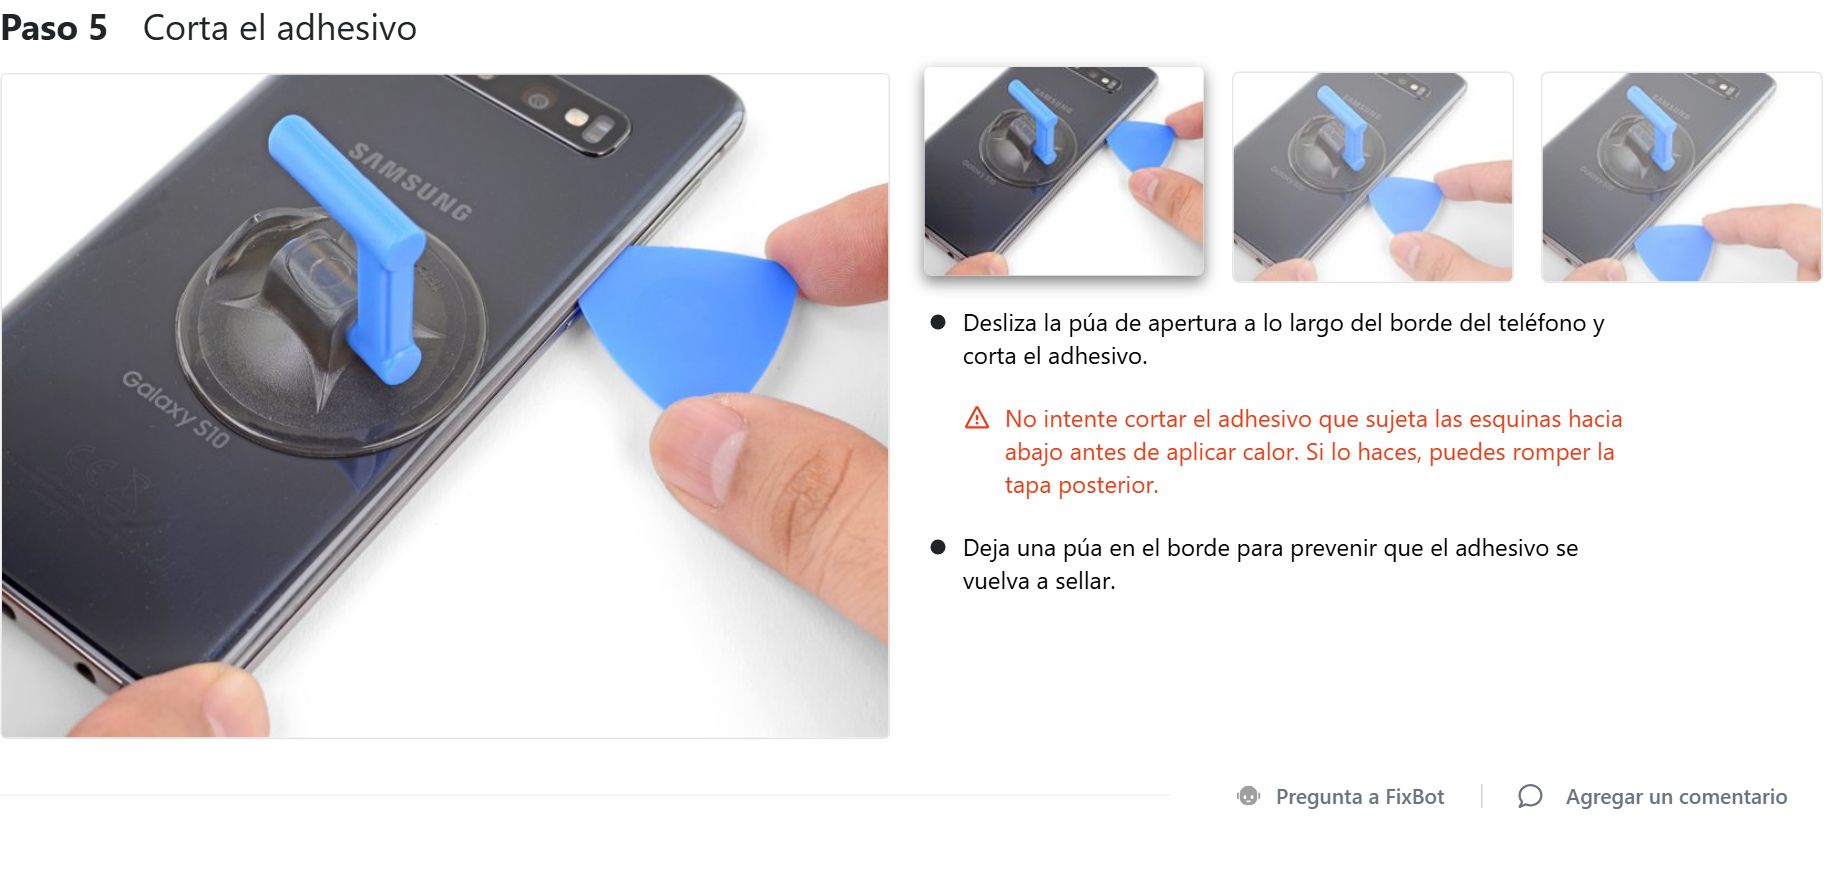 Paso 5 Corta el adhesivo
SAMSUNG
Galaxy S10
Desliza la púa de apertura a lo largo del borde del teléfono y
corta el adhesivo.
No intente cortar el adhesivo que sujeta las esquinas hacia
abajo antes de aplicar calor. Si lo haces, puedes romper la
tapa posterior.
Deja una púa en el borde para prevenir que el adhesivo se
vuelva a sellar.
Pregunta a FixBot
Agregar un comentario